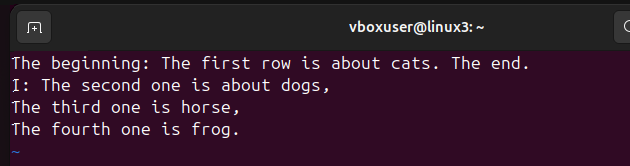 vboxuser@linux3: ~
The beginning: The first row is about cats. The end.
I: The second one is about dogs,
The third one is horse,
The fourth one is frog.
~